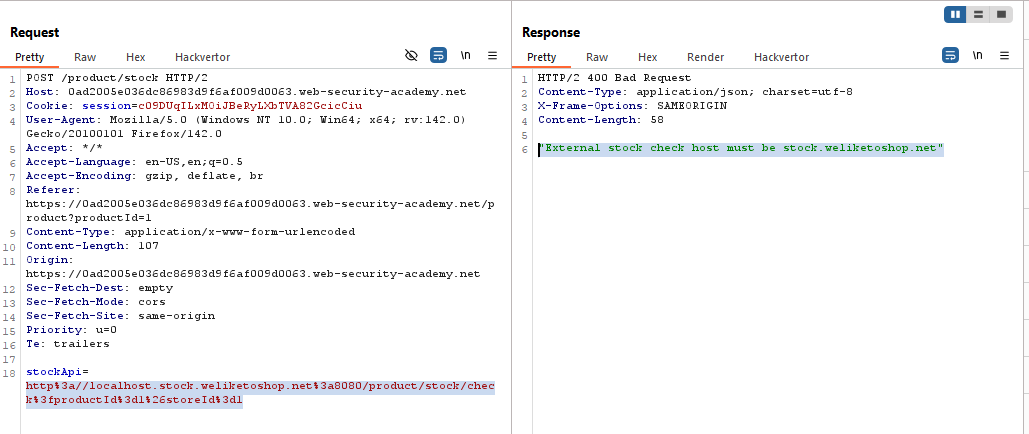 Request
Pretty Raw Hex Hackvertor
\n
1 POST /product/stock HTTP/2
2 Host: 0ad2005e036dc86983d9f6af009d0063.web-security-academy.net
3 Cookie: session=c09DUqILxMOiJBeRyLXbTVA82GcicCiu
4 User-Agent: Mozilla/5.0 (Windows NT 10.0; Win64; x64; rv:142.0)
Gecko/20100101 Firefox/142.0
5 Accept: */*
6 Accept-Language: en-US,en;q=0.5
7 Accept-Encoding: gzip, deflate, br
8 Referer:
https://0ad2005e036dc86983d9f6af009d0063.web-security-academy.net/p
roduct?productId=1
9 Content-Type: application/x-www-form-urlencoded
10 Content-Length: 107
11 Origin:
https://0ad2005e036dc86983d9f6af009d0063.web-security-academy.net
12 Sec-Fetch-Dest: empty
13 Sec-Fetch-Mode: cors
14 Sec-Fetch-Site: same-origin
15 Priority: u=0
16 Te: trailers
17
18 stockApi=
http%3a//localhost.stock.weliketoshop.net%3a8080/product/stock/chec
k%3fproductId%3d1%26storeId%3d1
Response
Pretty Raw Hex Render Hackvertor
\n
1 HTTP/2 400 Bad Request
2 Content-Type: application/json; charset=utf-8
3 X-Frame-Options: SAMEORIGIN
4 Content-Length: 58
5
6 "External stock check host must be stock.weliketoshop.net"